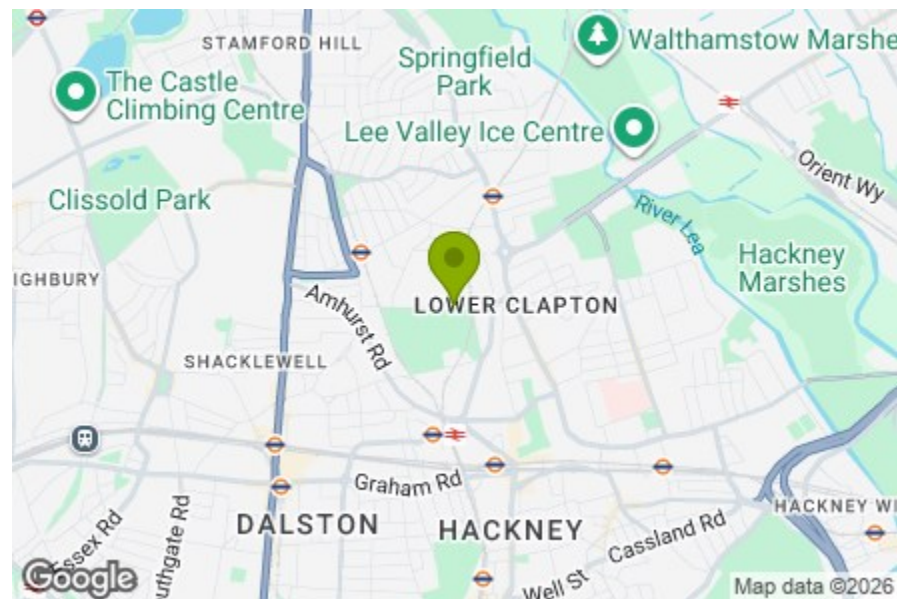 STAMFORD HILL
Springfield
Park
Walthamstow Marshe
The Castle
Climbing Centre
Lee Valley Ice Centre
Orient Wy
Clissold Park
River Lea
Hackney
Marshes
IGHBURY
LOWER CLAPTON
Amhurst Rd
SHACKLEWELL
Graham Rd
HACKNEY WI
DALSTON
HACKNEY
Cassland Rd
Essex Rd
outhgate Rd
Well St
Google
Map data ©2026